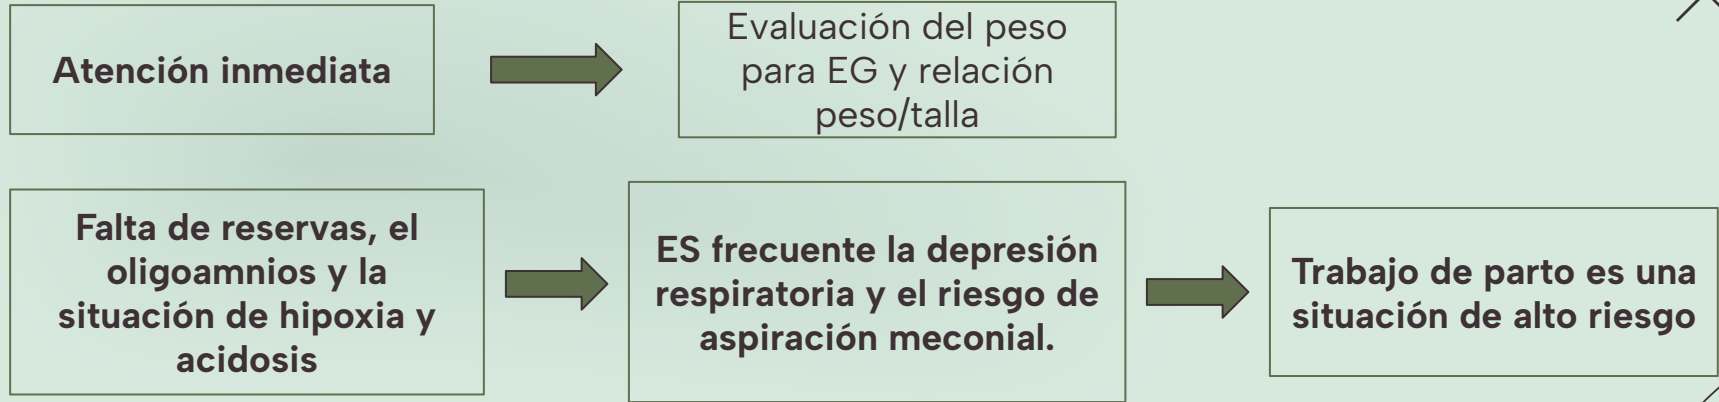 Atención inmediata
Evaluación del peso
para EG y relación
peso/talla
Falta de reservas, el
oligoamnios y la
situación de hipoxia y
acidosis
ES frecuente la depresión
respiratoria y el riesgo de
aspiración meconial.
Trabajo de parto es una
situación de alto riesgo